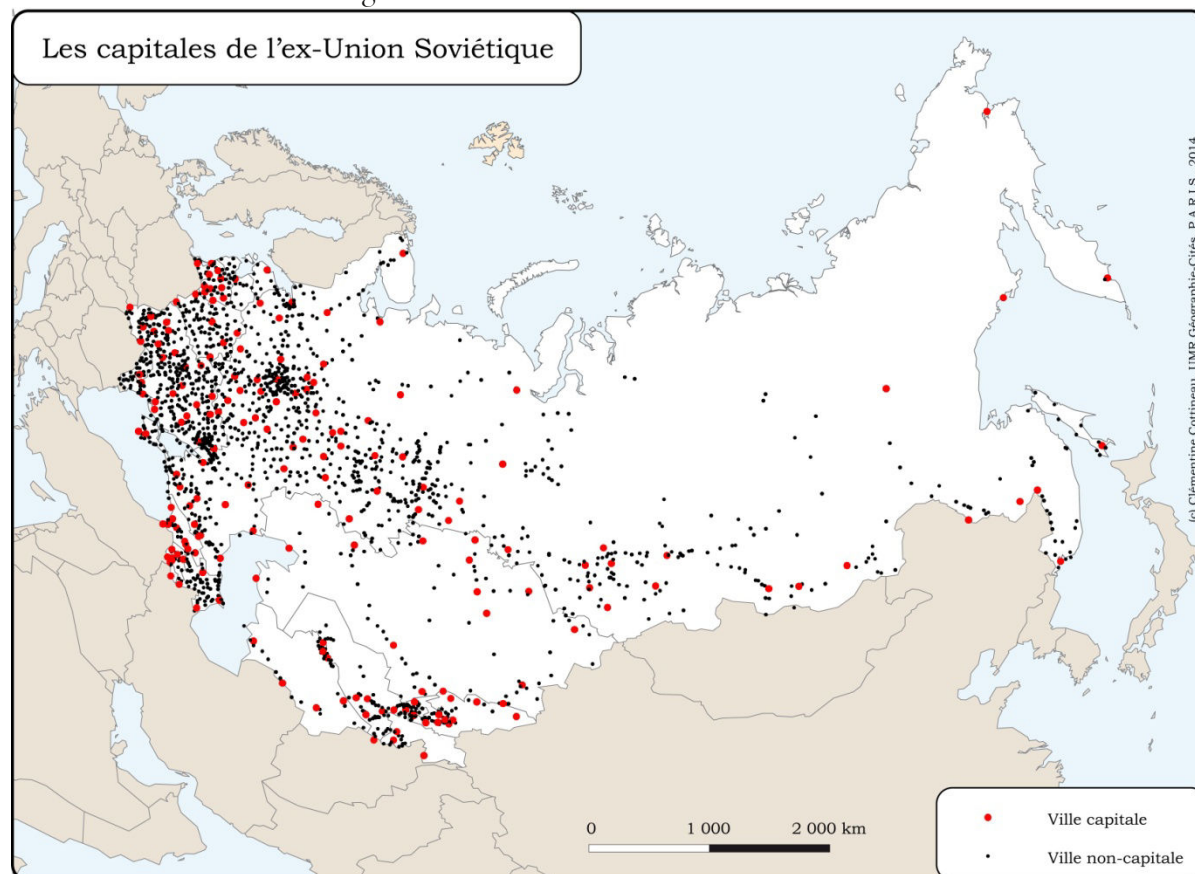 Les capitales de l'ex-Union Soviétique
(c) Clémentine Cottineau, UMR Géographie-Cités, P.A.R.I.S., 2014
0 1 000 2 000 km
Ville capitale
Ville non-capitale